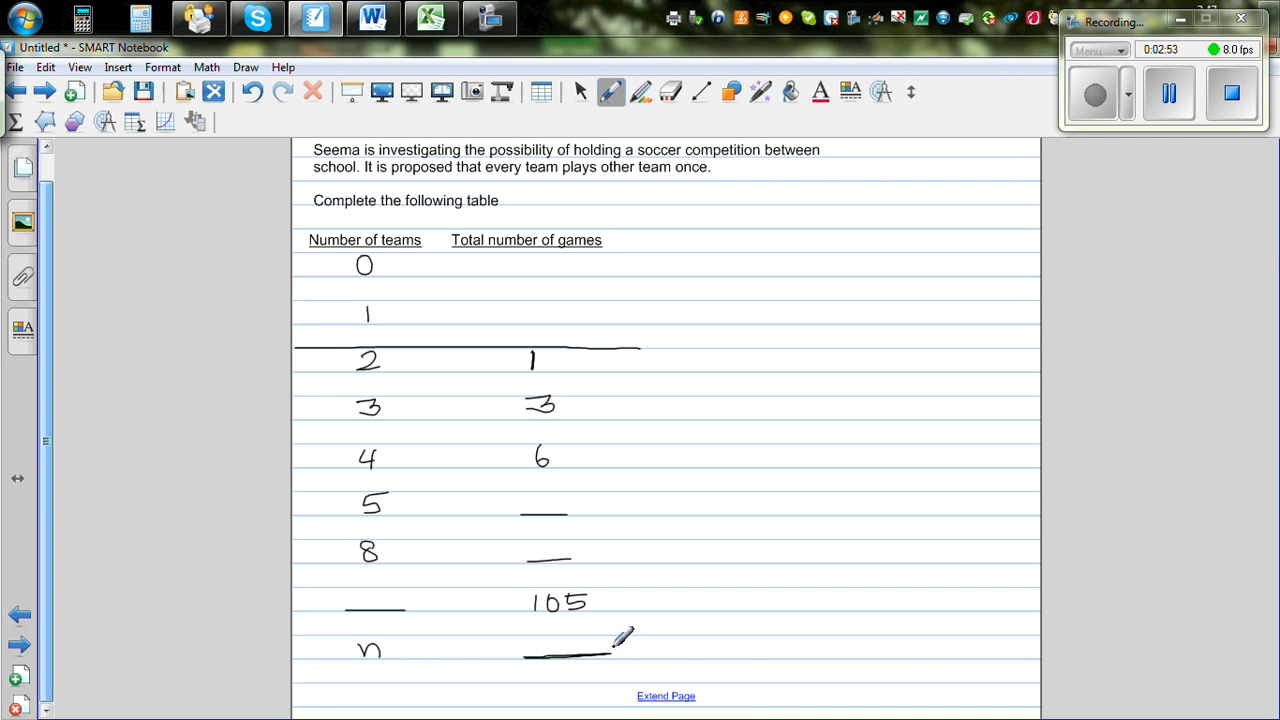 Untitled * - SMART Notebook
Recording...
Menu
0:02:53
8.0 fps
File Edit View Insert Format Math Draw Help
Seema is investigating the possibility of holding a soccer competition between
school. It is proposed that every team plays other team once.
Complete the following table
Number of teams Total number of games
0
1
2 1
3 3
4 6
5
8
105
n
Extend Page